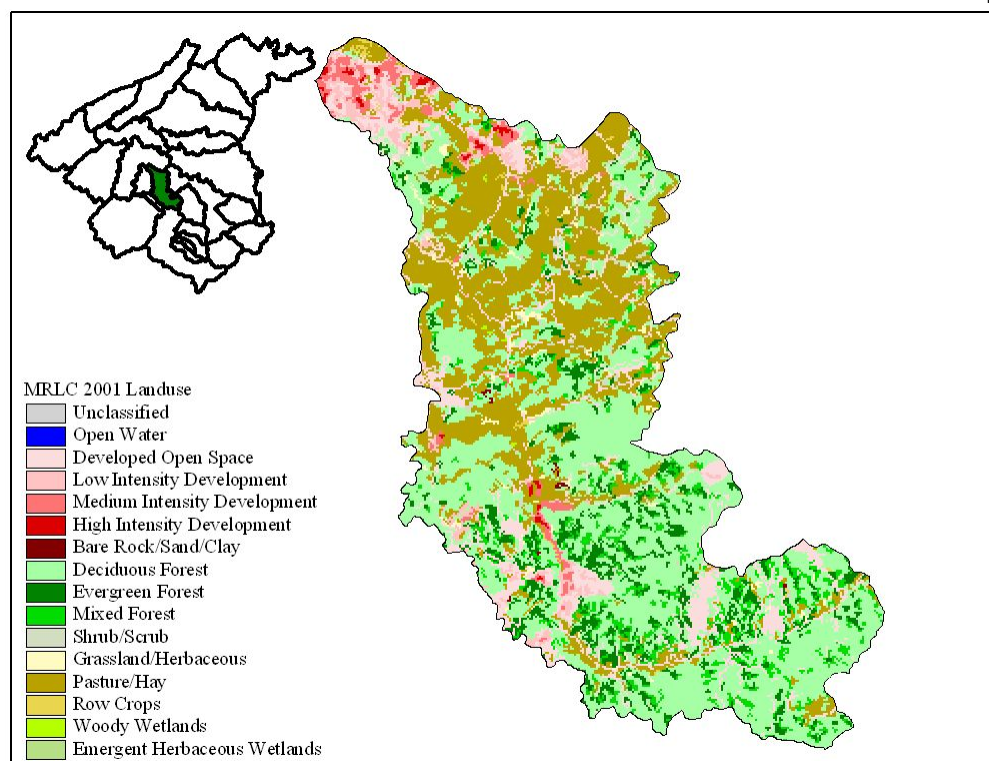 MRLC 2001 Landuse
Unclassified
Open Water
Developed Open Space
Low Intensity Development
Medium Intensity Development
High Intensity Development
Bare Rock/Sand/Clay
Deciduous Forest
Evergreen Forest
Mixed Forest
Shrub/Scrub
Grassland/Herbaceous
Pasture/Hay
Row Crops
Woody Wetlands
Emergent Herbaceous Wetlands